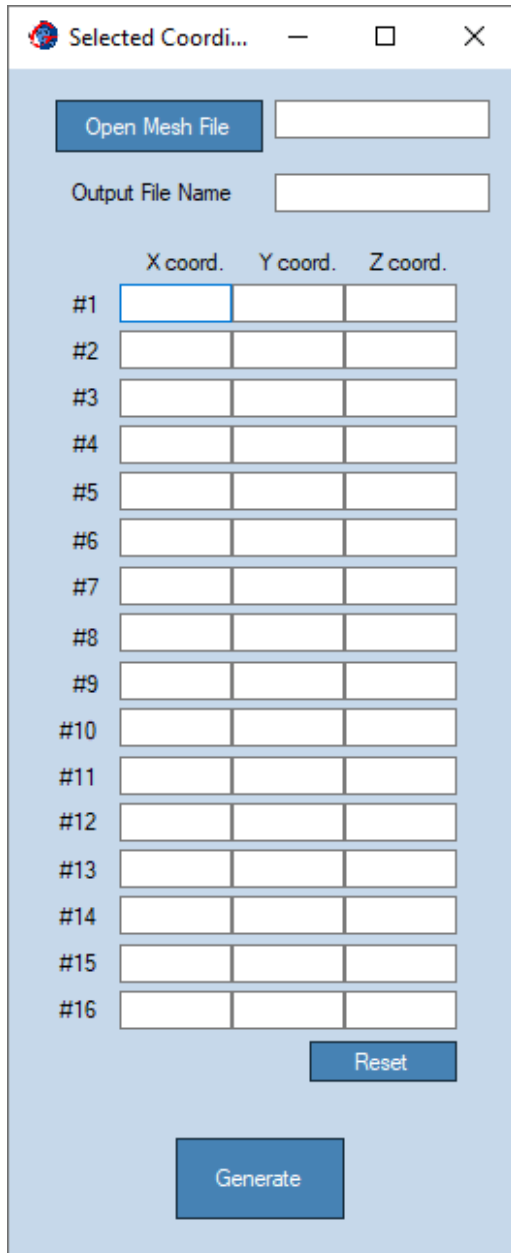 Selected Coordi...
Open Mesh File
Output File Name
X coord. Y coord. Z coord.
#1
#2
#3
#4
#5
#6
#7
#8
#9
#10
#11
#12
#13
#14
#15
#16
Reset
Generate